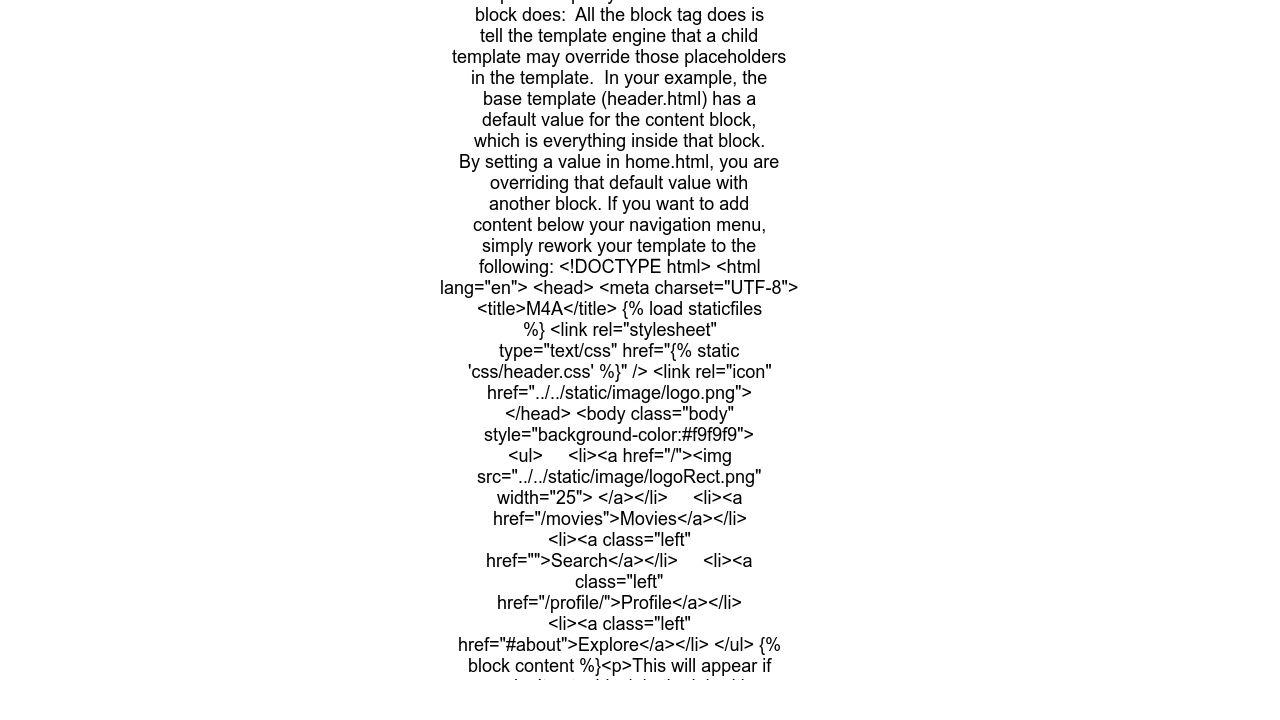 block does:  All the block tag does is
tell the template engine that a child
template may override those placeholders
in the template.  In your example, the
base template (header.html) has a
default value for the content block,
which is everything inside that block.
By setting a value in home.html, you are
overriding that default value with
another block. If you want to add
content below your navigation menu,
simply rework your template to the
following: <!DOCTYPE html> <html
lang="en"> <head> <meta charset="UTF-8">
<title>M4A</title> {% load staticfiles
%} <link rel="stylesheet"
type="text/css" href="{% static
'css/header.css' %}" /> <link rel="icon"
href="../../static/image/logo.png">
</head> <body class="body"
style="background-color:#f9f9f9">
<ul>     <li><a href="/"><img
src="../../static/image/logoRect.png"
width="25"> </a></li>     <li><a
href="/movies">Movies</a></li>
<li><a class="left"
href="">Search</a></li>     <li><a
class="left"
href="/profile/">Profile</a></li>
<li><a class="left"
href="#about">Explore</a></li> </ul> {%
block content %}<p>This will appear if